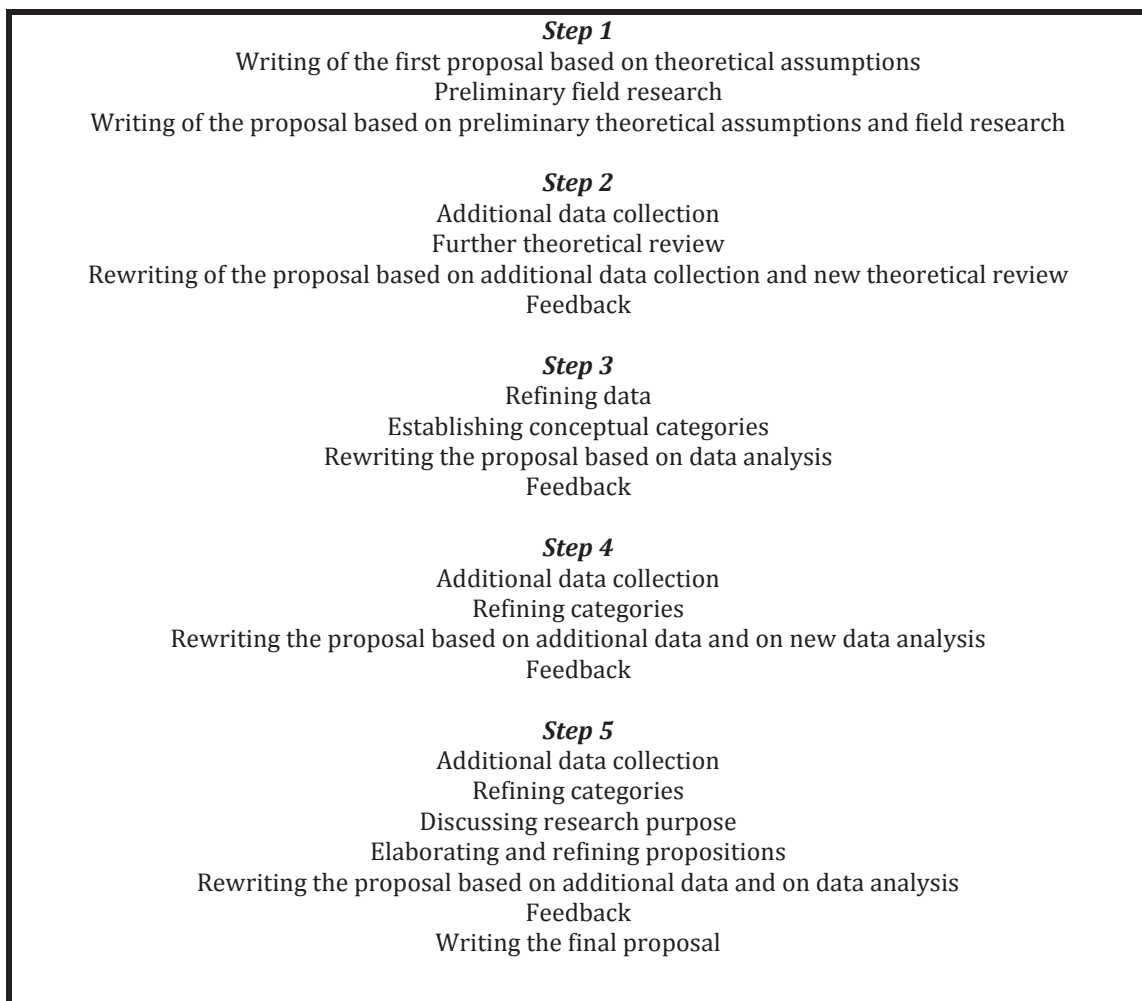 Step 1
Writing of the first proposal based on theoretical assumptions
Preliminary field research
Writing of the proposal based on preliminary theoretical assumptions and field research
Step 2
Additional data collection
Further theoretical review
Rewriting of the proposal based on additional data collection and new theoretical review
Feedback
Step 3
Refining data
Establishing conceptual categories
Rewriting the proposal based on data analysis
Feedback
Step 4
Additional data collection
Refining categories
Rewriting the proposal based on additional data and on new data analysis
Feedback
Step 5
Additional data collection
Refining categories
Discussing research purpose
Elaborating and refining propositions
Rewriting the proposal based on additional data and on data analysis
Feedback
Writing the final proposal